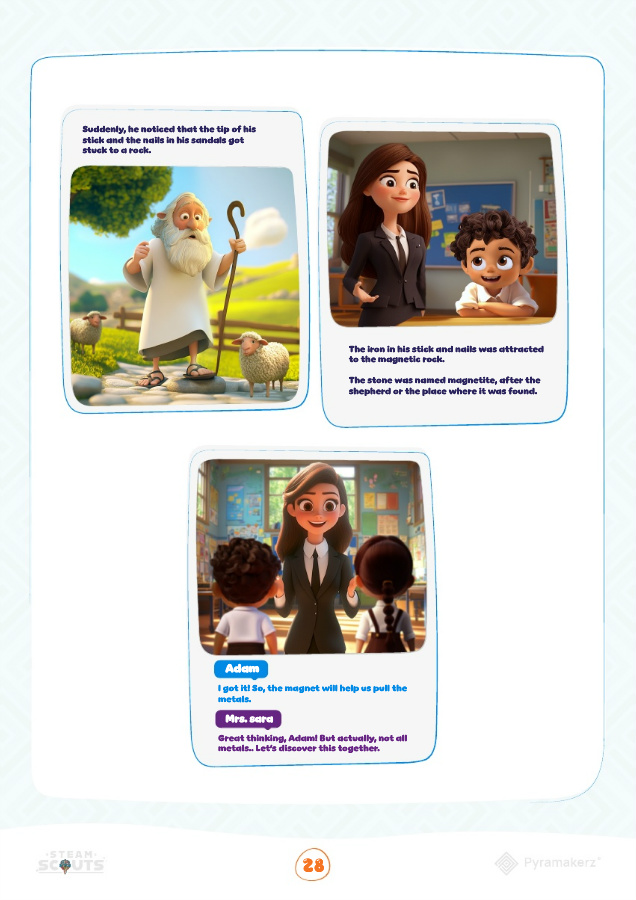 Suddenly, he noticed that the tip of his
stick and the nails in his sandals got
stuck to a rock.
The iron in his stick and nails was attracted
to the magnetic rock.
The stone was named magnetite, after the
shepherd or the place where it was found.
Adam
I got it! So, the magnet will help us pull the
metals.
Mrs. sara
Great thinking, Adam! But actually, not all
metals.. Let's discover this together.
STEAM
SCOUTS
28
Pyramakerz